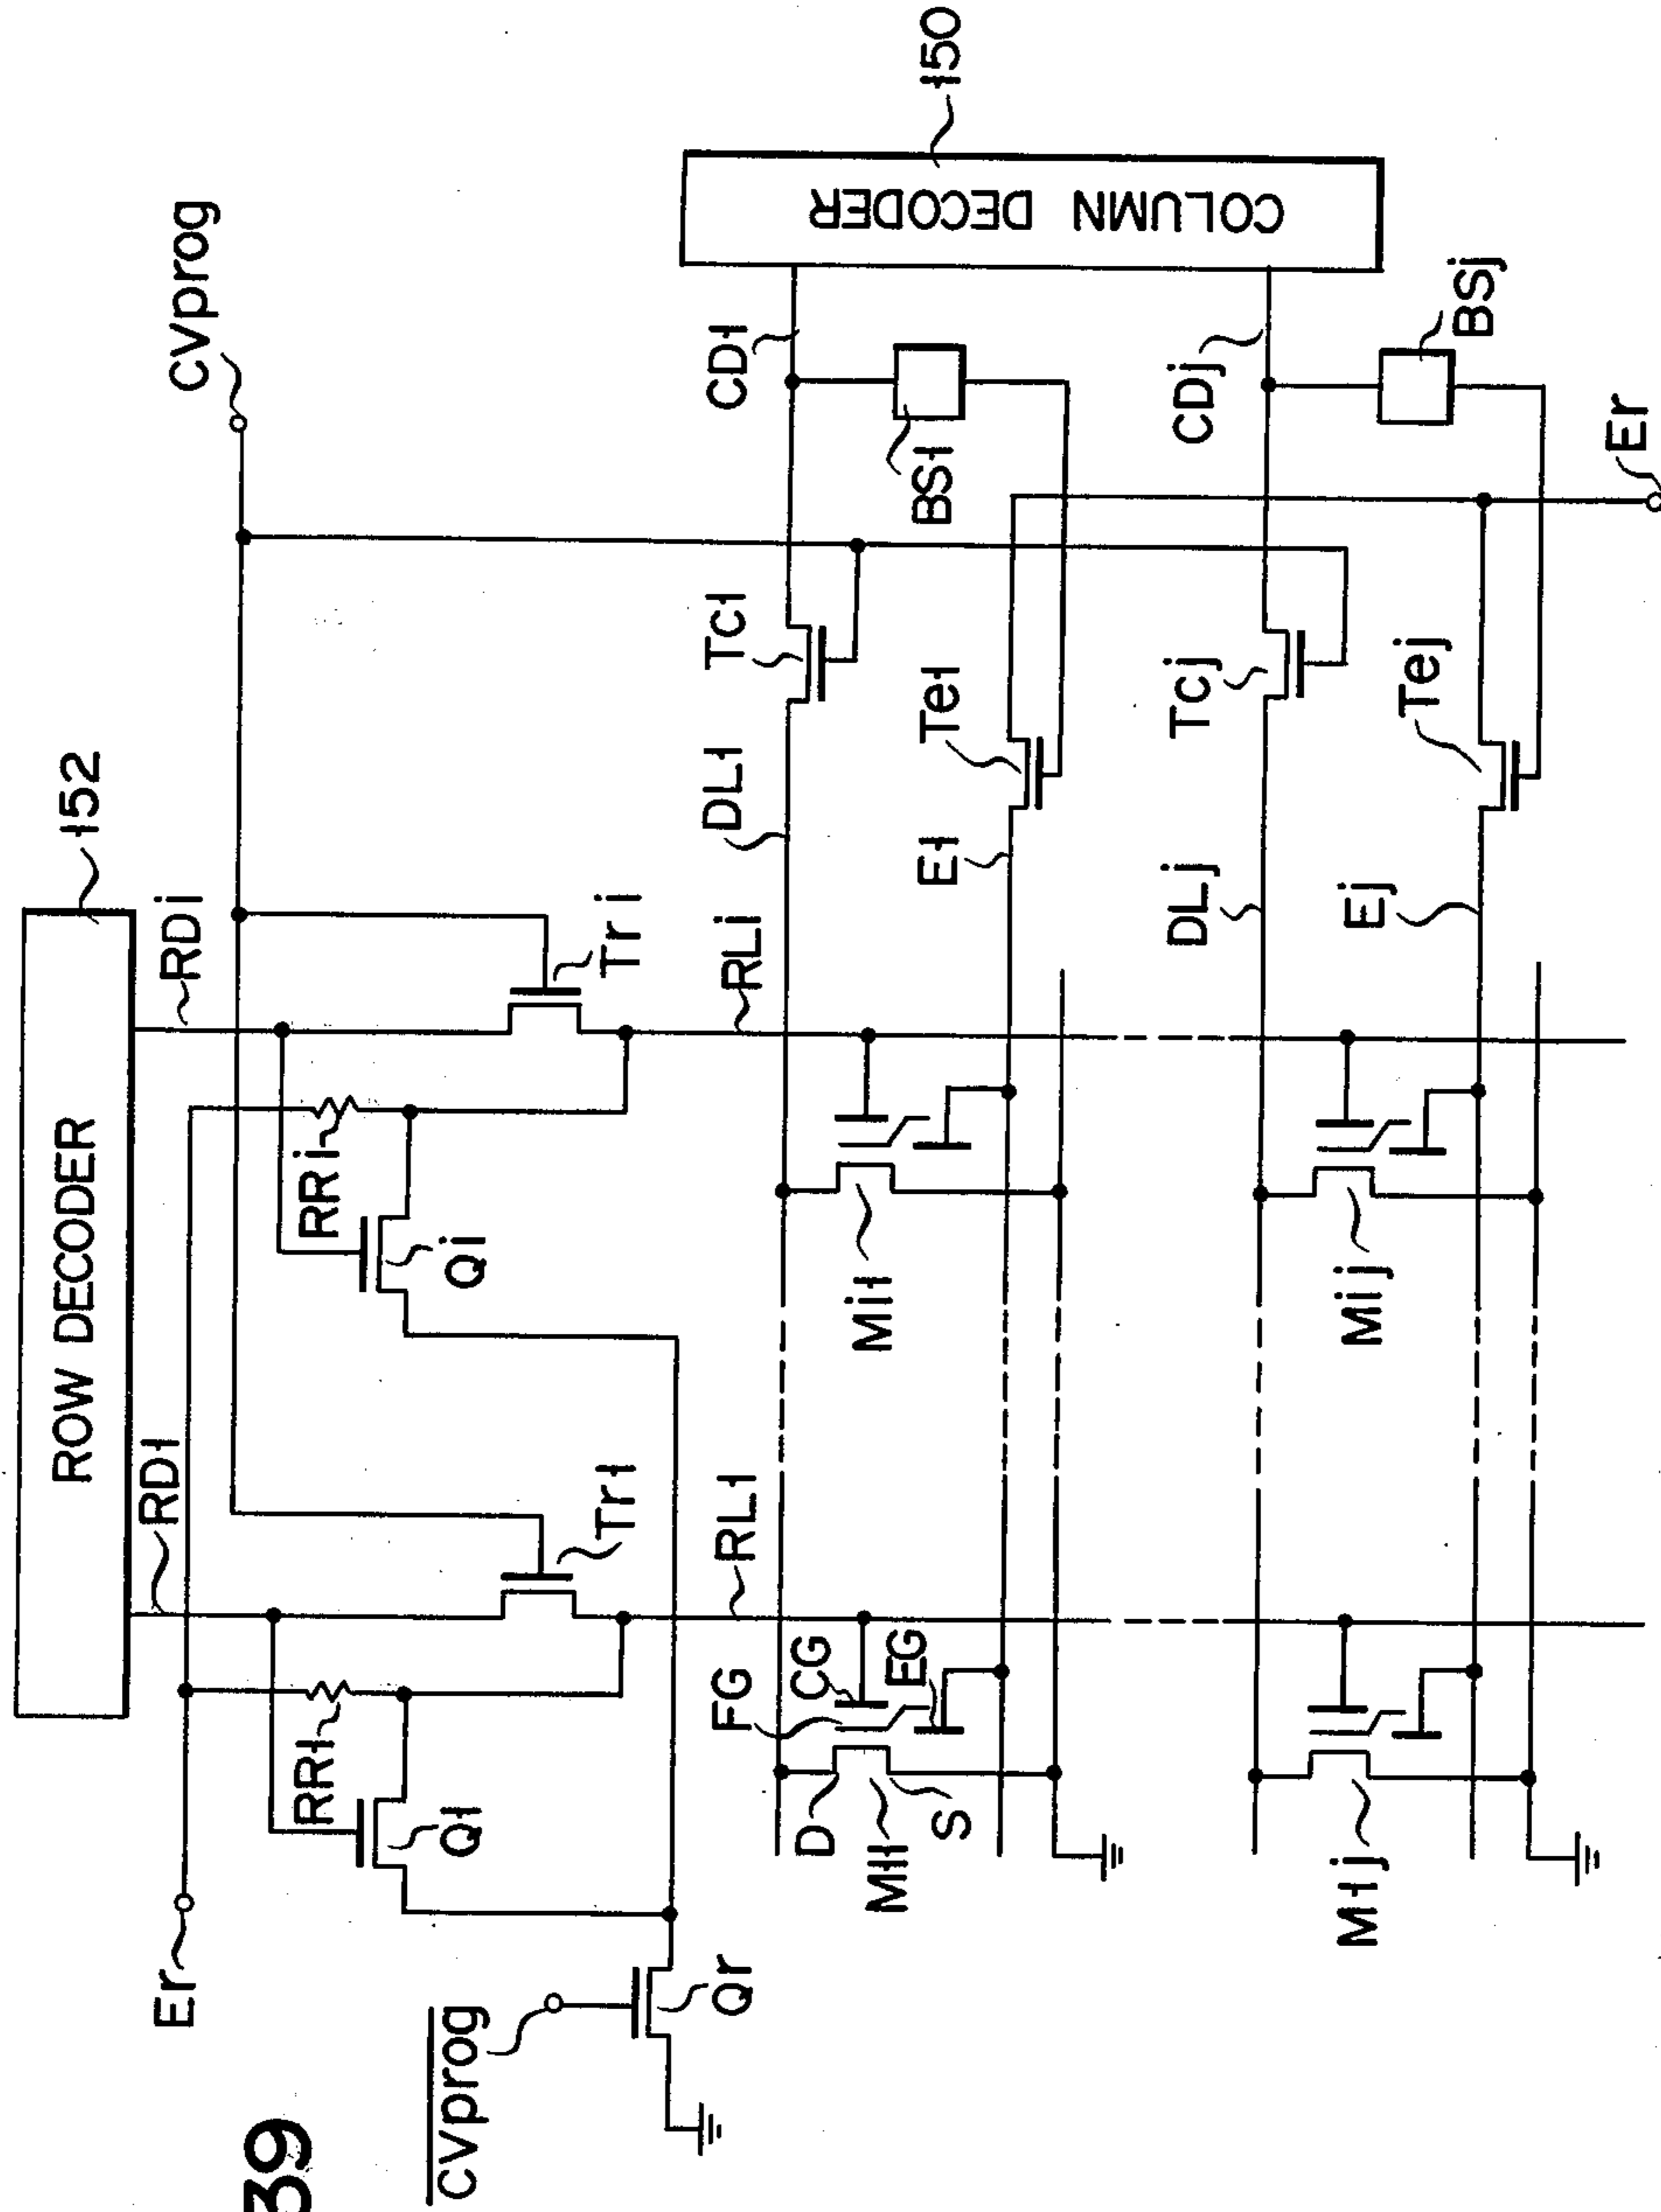 39
ROW DECODER
152
RD1
RDi
CVprog
Er
RR1
RRi
Q1
Qi
Tr1
Tri
CVprog
Qr
RL1
RLi
DL1
Tc1
CD1
COLUMN DECODER
150
FG
CG
EG
D
M11
S
Mi1
E1
Te1
BS1
DLj
Tcj
CDj
M1j
Mij
Ej
Tej
BSj
Er